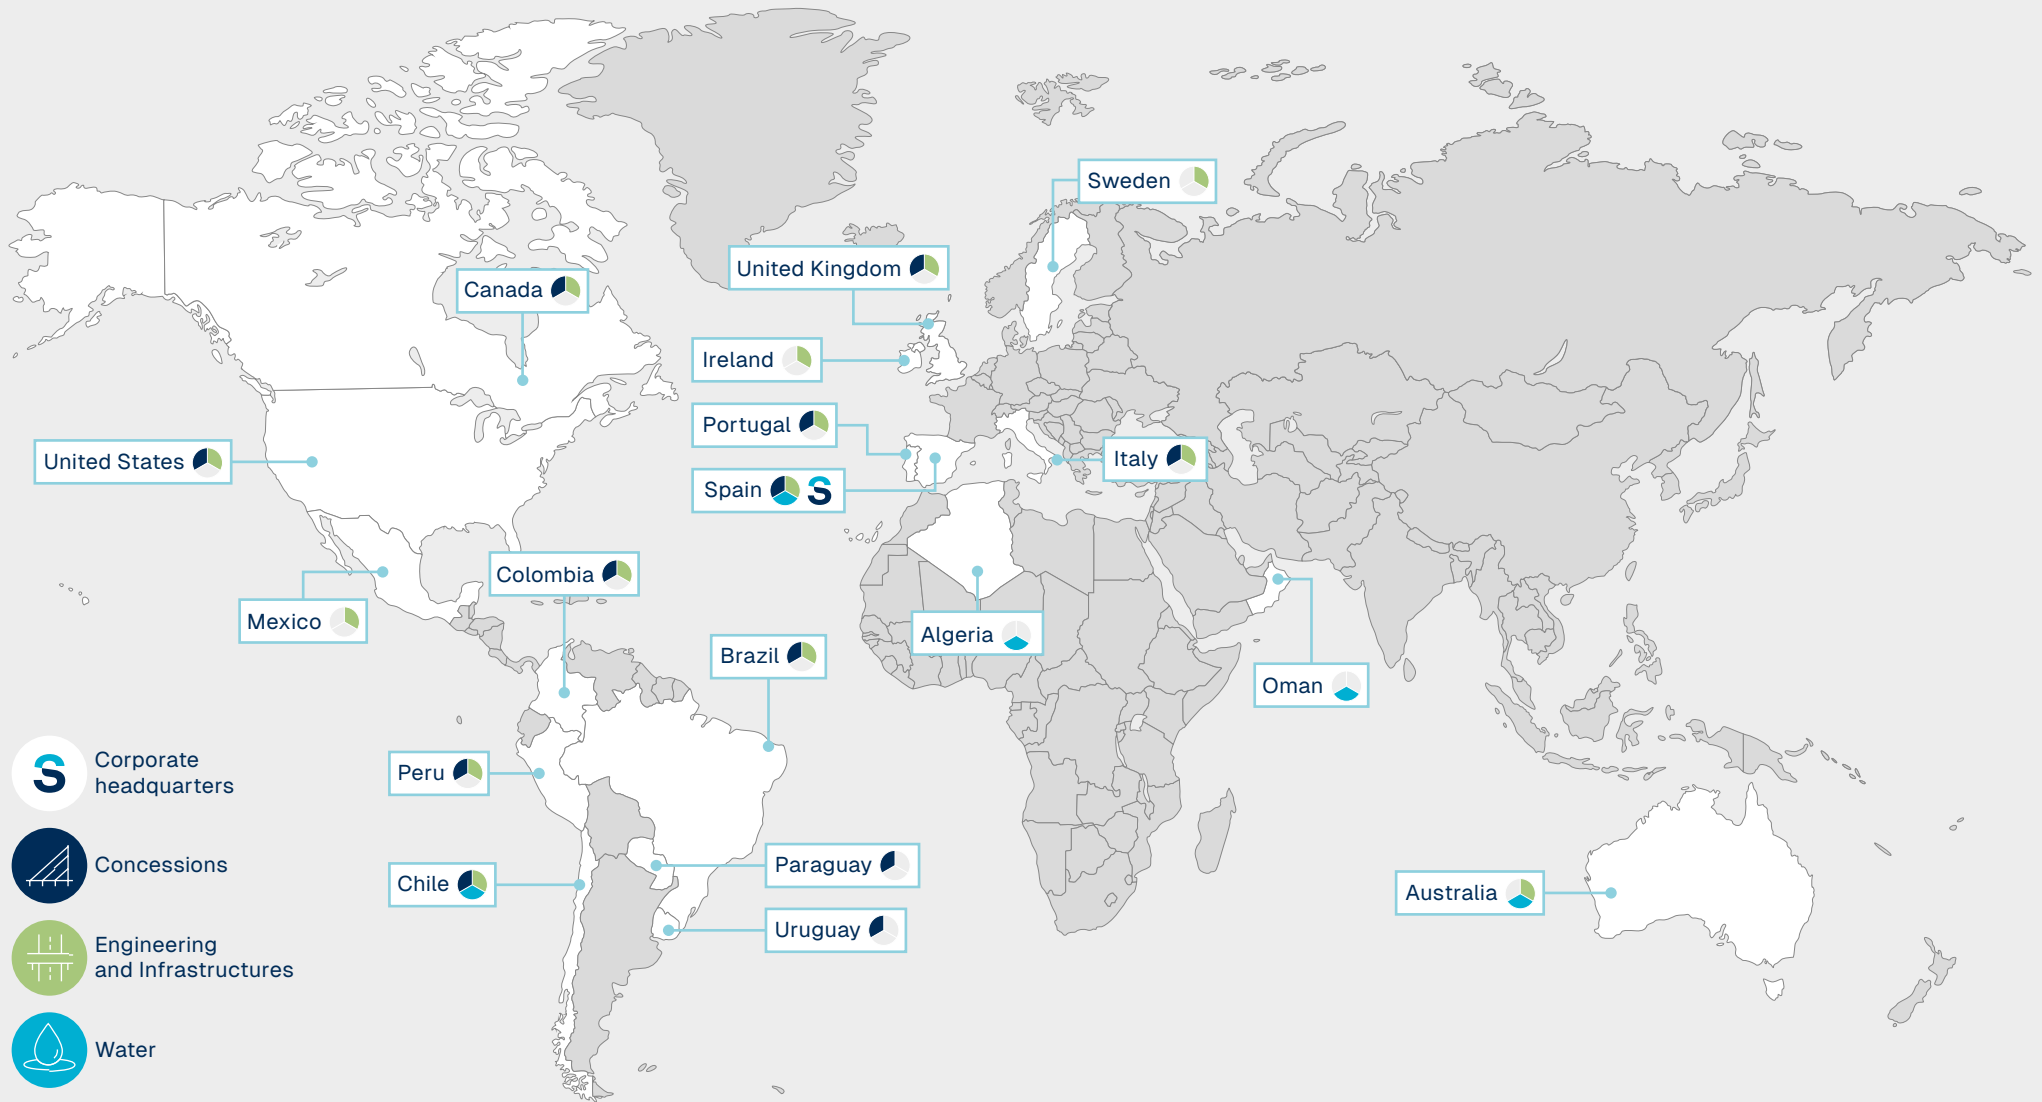 Sweden
United Kingdom
Canada
Ireland
Portugal
United States
Italy
Spain S
Colombia
Mexico
Algeria
Brazil
Oman
S Corporate
headquarters
Peru
Concessions
Paraguay
Chile
Australia
Uruguay
Engineering
and Infrastructures
Water